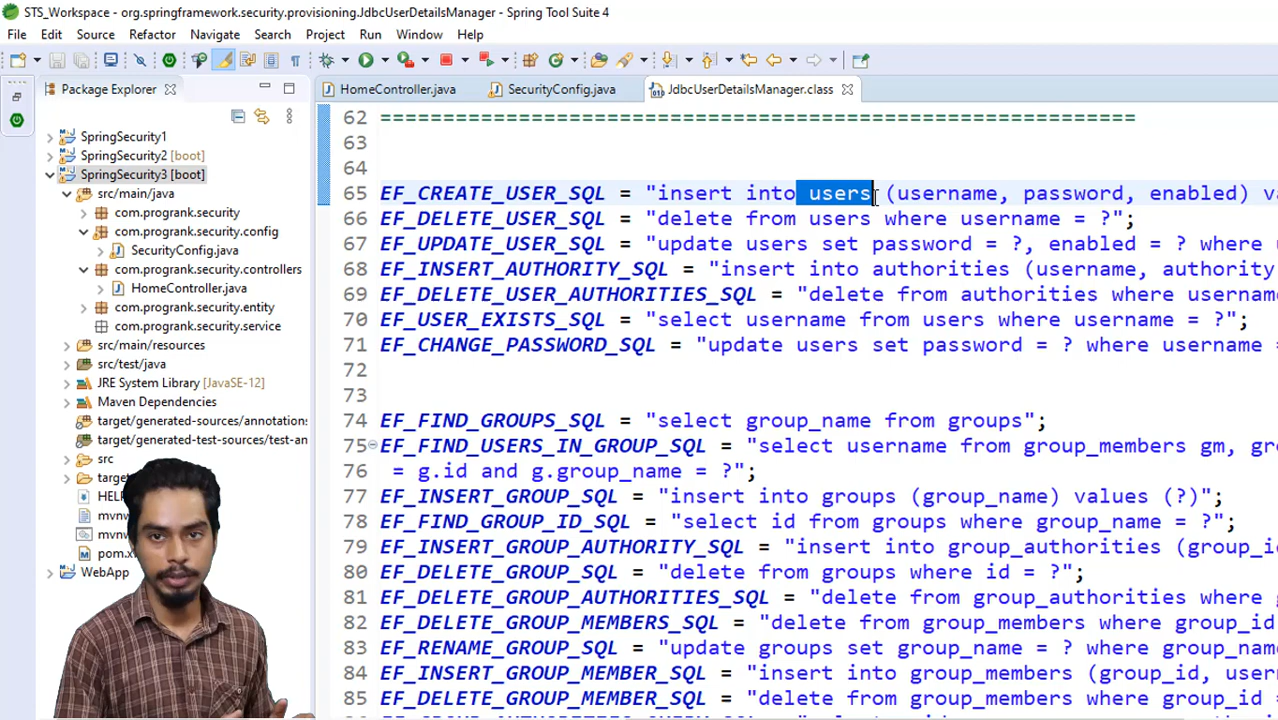 STS_Workspace - org.springframework.security.provisioning.JdbcUserDetailsManager - Spring Tool Suite 4
File Edit Source Refactor Navigate Search Project Run Window Help
Package Explorer
HomeController.java SecurityConfig.java JdbcUserDetailsManager.class
SpringSecurity1
SpringSecurity2 [boot]
SpringSecurity3 [boot]
src/main/java
com.progrank.security
com.progrank.security.config
SecurityConfig.java
com.progrank.security.controllers
HomeController.java
com.progrank.security.entity
com.progrank.security.service
src/main/resources
src/test/java
JRE System Library [JavaSE-12]
Maven Dependencies
target/generated-sources/annotations
target/generated-test-sources/test-an
src
targe
HELP
mvnw
mvnw
pom.x
WebApp
62 ============================================================
63
64
65 EF_CREATE_USER_SQL = "insert into users (username, password, enabled) va
66 EF_DELETE_USER_SQL = "delete from users where username = ?";
67 EF_UPDATE_USER_SQL = "update users set password = ?, enabled = ? where u
68 EF_INSERT_AUTHORITY_SQL = "insert into authorities (username, authority
69 EF_DELETE_USER_AUTHORITIES_SQL = "delete from authorities where username
70 EF_USER_EXISTS_SQL = "select username from users where username = ?";
71 EF_CHANGE_PASSWORD_SQL = "update users set password = ? where username =
72
73
74 EF_FIND_GROUPS_SQL = "select group_name from groups";
75 EF_FIND_USERS_IN_GROUP_SQL = "select username from group_members gm, gro
76 = g.id and g.group_name = ?";
77 EF_INSERT_GROUP_SQL = "insert into groups (group_name) values (?)";
78 EF_FIND_GROUP_ID_SQL = "select id from groups where group_name = ?";
79 EF_INSERT_GROUP_AUTHORITY_SQL = "insert into group_authorities (group_id
80 EF_DELETE_GROUP_SQL = "delete from groups where id = ?";
81 EF_DELETE_GROUP_AUTHORITIES_SQL = "delete from group_authorities where g
82 EF_DELETE_GROUP_MEMBERS_SQL = "delete from group_members where group_id
83 EF_RENAME_GROUP_SQL = "update groups set group_name = ? where group_name
84 EF_INSERT_GROUP_MEMBER_SQL = "insert into group_members (group_id, usern
85 EF_DELETE_GROUP_MEMBER_SQL = "delete from group_members where group_id =